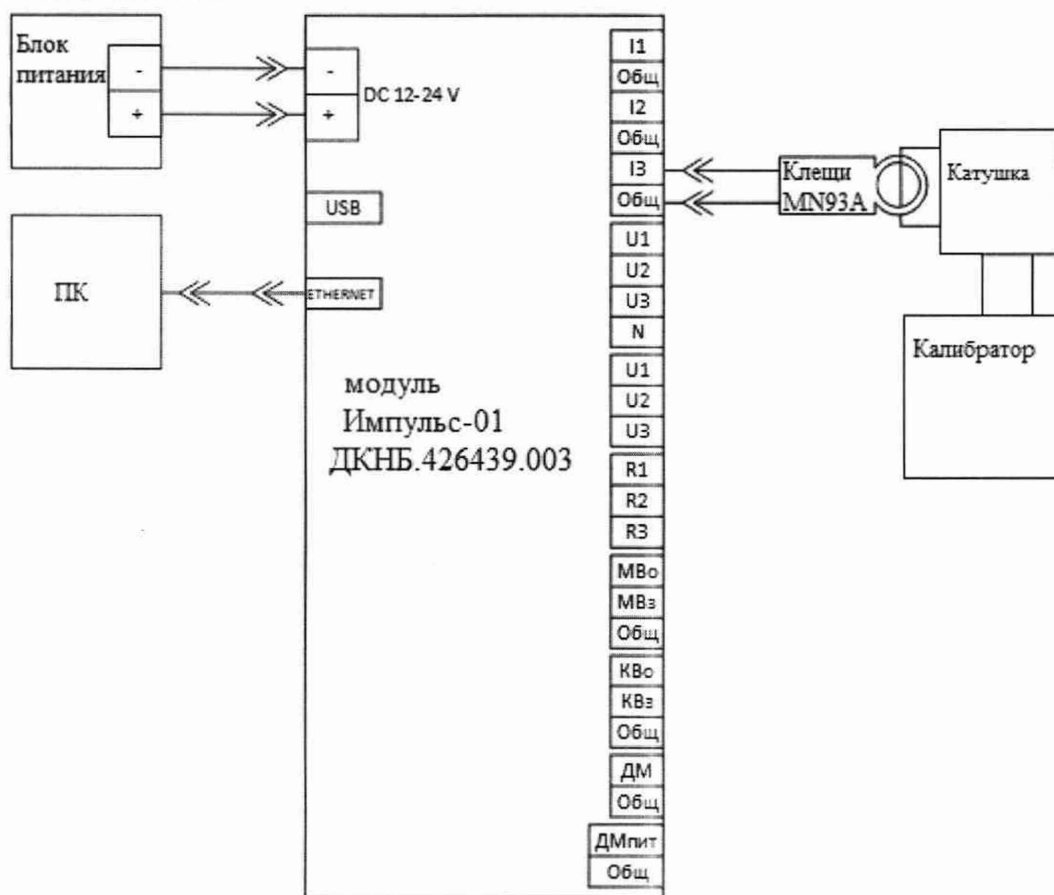 Блок
питания
-
+
-
+
DC 12-24 V
USB
ПК
ETHERNET
модуль
Импульс-01
ДКНБ.426439.003
I1
Общ
I2
Общ
I3
Общ
U1
U2
U3
N
U1
U2
U3
R1
R2
R3
МВо
МВз
Общ
КВо
КВз
Общ
ДМ
Общ
ДМпит
Общ
Клещи
MN93A
Катушка
Калибратор